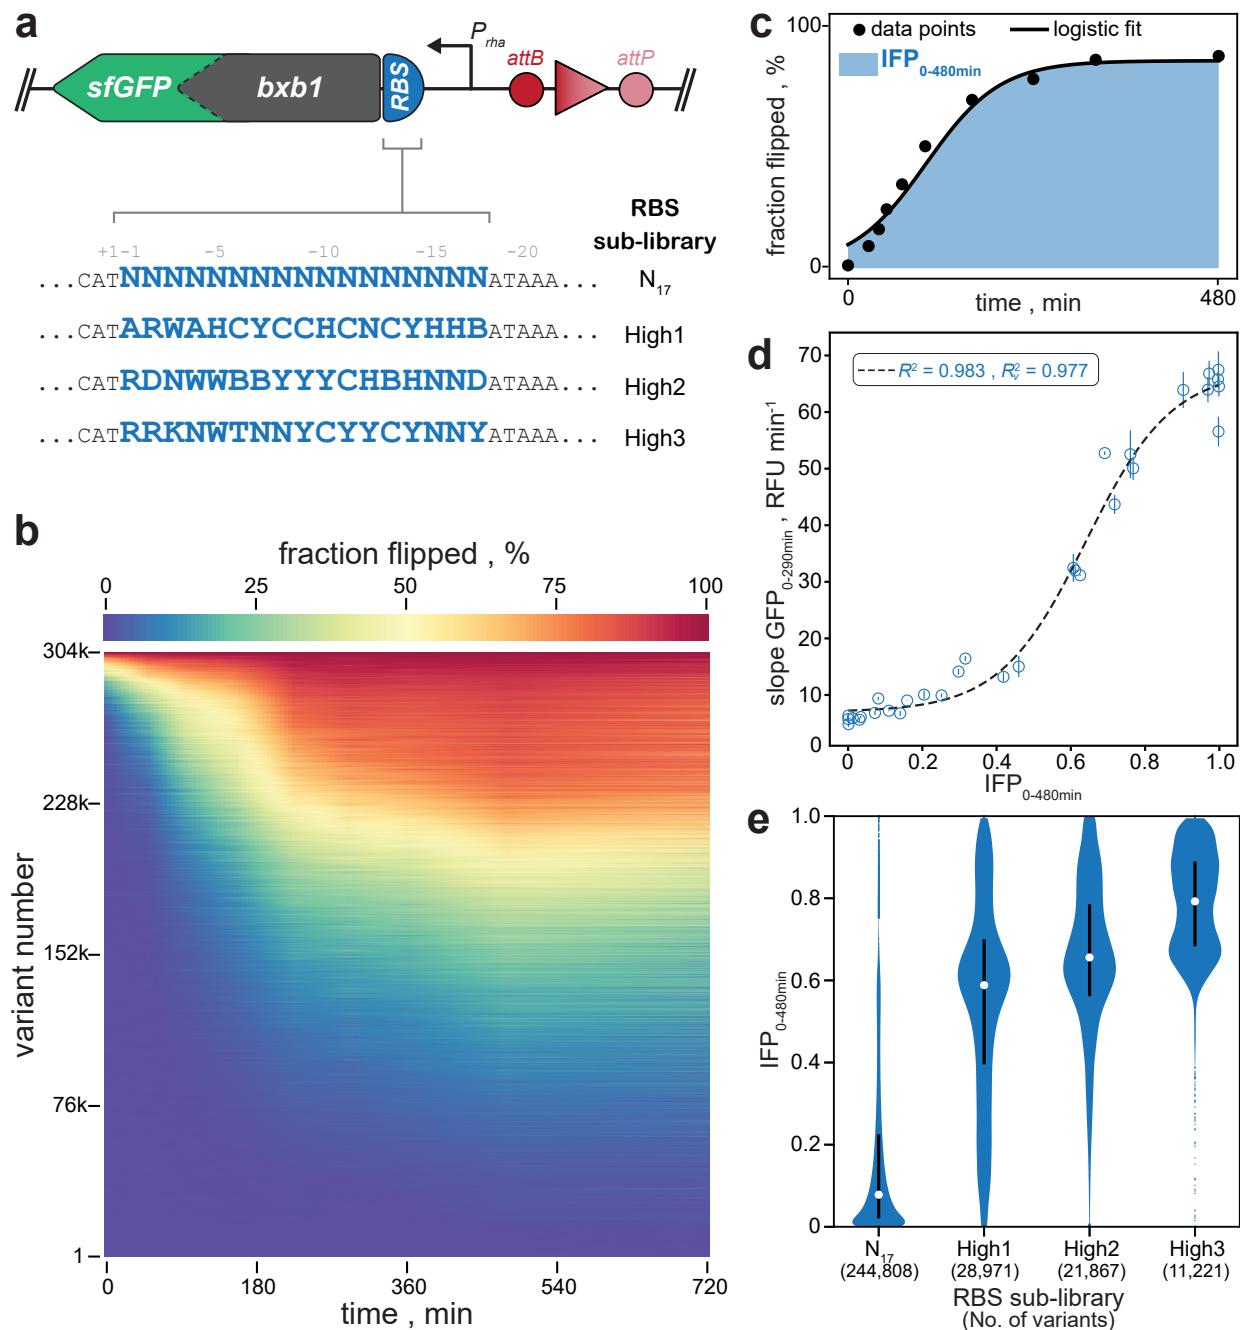 a
P_rha
attB
attP
sfGFP
bxb1
RBS
RBS
sub-library
+1 -1 -5 -10 -15 -20
...CATNNNNNNNNNNNNNNNNNATAAA... N17
...CATARWAHCYCCHCNCYHHBATAAA... High1
...CATRDNWWBBYYYCHBHNNDATAAA... High2
...CATRRKNWTNNYCYYCYNNYATAAA... High3
b
fraction flipped , %
0 25 50 75 100
304k
228k
152k
76k
1
variant number
0 180 360 540 720
time , min
c
data points
logistic fit
IFP0-480min
100
0
fraction flipped , %
0 480
time , min
d
R² = 0.983 , Rv² = 0.977
70
60
50
40
30
20
10
0
slope GFP0-290min , RFU min⁻¹
0 0.2 0.4 0.6 0.8 1.0
IFP0-480min
e
1.0
0.8
0.6
0.4
0.2
0
IFP0-480min
N17 High1 High2 High3
(244,808) (28,971) (21,867) (11,221)
RBS sub-library
(No. of variants)